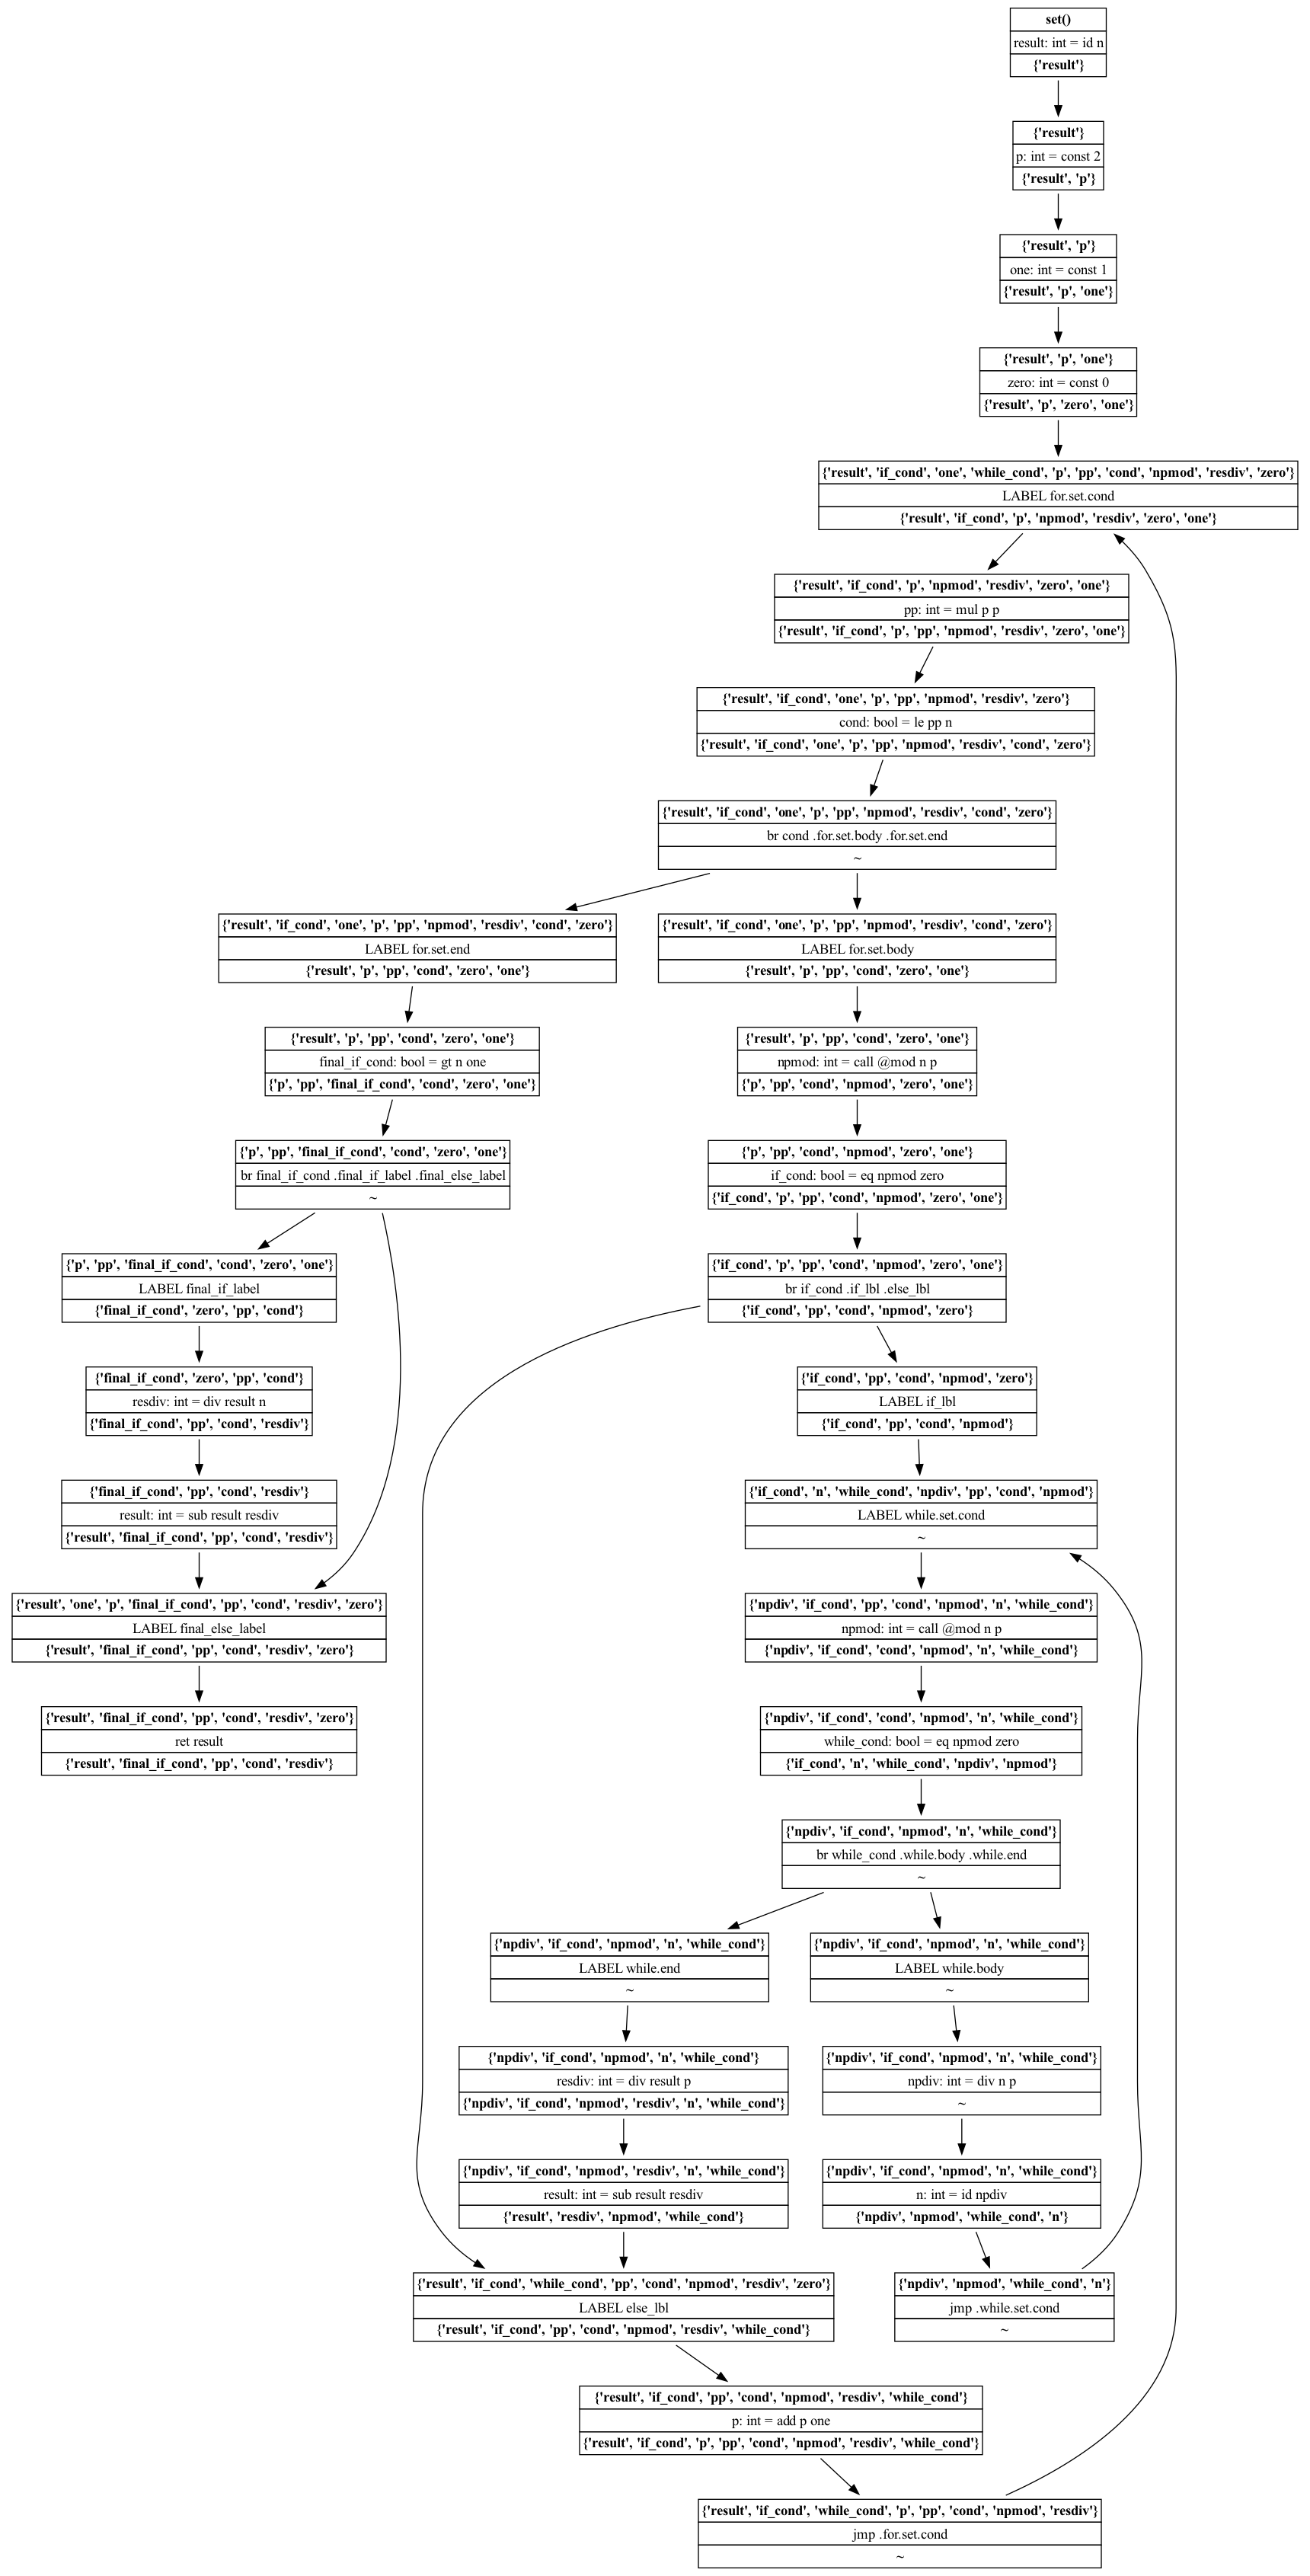 set()
result: int = id n
{'result'}
{'result'}
p: int = const 2
{'result', 'p'}
{'result', 'p'}
one: int = const 1
{'result', 'p', 'one'}
{'result', 'p', 'one'}
zero: int = const 0
{'result', 'p', 'zero', 'one'}
{'result', 'if_cond', 'one', 'while_cond', 'p', 'pp', 'cond', 'npmod', 'resdiv', 'zero'}
LABEL for.set.cond
{'result', 'if_cond', 'p', 'npmod', 'resdiv', 'zero', 'one'}
{'result', 'if_cond', 'p', 'npmod', 'resdiv', 'zero', 'one'}
pp: int = mul p p
{'result', 'if_cond', 'p', 'pp', 'npmod', 'resdiv', 'zero', 'one'}
{'result', 'if_cond', 'one', 'p', 'pp', 'npmod', 'resdiv', 'zero'}
cond: bool = le pp n
{'result', 'if_cond', 'one', 'p', 'pp', 'npmod', 'resdiv', 'cond', 'zero'}
{'result', 'if_cond', 'one', 'p', 'pp', 'npmod', 'resdiv', 'cond', 'zero'}
br cond .for.set.body .for.set.end
~
{'result', 'if_cond', 'one', 'p', 'pp', 'npmod', 'resdiv', 'cond', 'zero'}
LABEL for.set.end
{'result', 'p', 'pp', 'cond', 'zero', 'one'}
{'result', 'if_cond', 'one', 'p', 'pp', 'npmod', 'resdiv', 'cond', 'zero'}
LABEL for.set.body
{'result', 'p', 'pp', 'cond', 'zero', 'one'}
{'result', 'p', 'pp', 'cond', 'zero', 'one'}
final_if_cond: bool = gt n one
{'p', 'pp', 'final_if_cond', 'cond', 'zero', 'one'}
{'result', 'p', 'pp', 'cond', 'zero', 'one'}
npmod: int = call @mod n p
{'p', 'pp', 'cond', 'npmod', 'zero', 'one'}
{'p', 'pp', 'final_if_cond', 'cond', 'zero', 'one'}
br final_if_cond .final_if_label .final_else_label
~
{'p', 'pp', 'cond', 'npmod', 'zero', 'one'}
if_cond: bool = eq npmod zero
{'if_cond', 'p', 'pp', 'cond', 'npmod', 'zero', 'one'}
{'p', 'pp', 'final_if_cond', 'cond', 'zero', 'one'}
LABEL final_if_label
{'final_if_cond', 'zero', 'pp', 'cond'}
{'if_cond', 'p', 'pp', 'cond', 'npmod', 'zero', 'one'}
br if_cond .if_lbl .else_lbl
{'if_cond', 'pp', 'cond', 'npmod', 'zero'}
{'final_if_cond', 'zero', 'pp', 'cond'}
resdiv: int = div result n
{'final_if_cond', 'pp', 'cond', 'resdiv'}
{'if_cond', 'pp', 'cond', 'npmod', 'zero'}
LABEL if_lbl
{'if_cond', 'pp', 'cond', 'npmod'}
{'final_if_cond', 'pp', 'cond', 'resdiv'}
result: int = sub result resdiv
{'result', 'final_if_cond', 'pp', 'cond', 'resdiv'}
{'if_cond', 'n', 'while_cond', 'npdiv', 'pp', 'cond', 'npmod'}
LABEL while.set.cond
~
{'result', 'one', 'p', 'final_if_cond', 'pp', 'cond', 'resdiv', 'zero'}
LABEL final_else_label
{'result', 'final_if_cond', 'pp', 'cond', 'resdiv', 'zero'}
{'npdiv', 'if_cond', 'pp', 'cond', 'npmod', 'n', 'while_cond'}
npmod: int = call @mod n p
{'npdiv', 'if_cond', 'cond', 'npmod', 'n', 'while_cond'}
{'result', 'final_if_cond', 'pp', 'cond', 'resdiv', 'zero'}
ret result
{'result', 'final_if_cond', 'pp', 'cond', 'resdiv'}
{'npdiv', 'if_cond', 'cond', 'npmod', 'n', 'while_cond'}
while_cond: bool = eq npmod zero
{'if_cond', 'n', 'while_cond', 'npdiv', 'npmod'}
{'npdiv', 'if_cond', 'npmod', 'n', 'while_cond'}
br while_cond .while.body .while.end
~
{'npdiv', 'if_cond', 'npmod', 'n', 'while_cond'}
LABEL while.end
~
{'npdiv', 'if_cond', 'npmod', 'n', 'while_cond'}
LABEL while.body
~
{'npdiv', 'if_cond', 'npmod', 'n', 'while_cond'}
resdiv: int = div result p
{'npdiv', 'if_cond', 'npmod', 'resdiv', 'n', 'while_cond'}
{'npdiv', 'if_cond', 'npmod', 'n', 'while_cond'}
npdiv: int = div n p
~
{'npdiv', 'if_cond', 'npmod', 'resdiv', 'n', 'while_cond'}
result: int = sub result resdiv
{'result', 'resdiv', 'npmod', 'while_cond'}
{'npdiv', 'if_cond', 'npmod', 'n', 'while_cond'}
n: int = id npdiv
{'npdiv', 'npmod', 'while_cond', 'n'}
{'result', 'if_cond', 'while_cond', 'pp', 'cond', 'npmod', 'resdiv', 'zero'}
LABEL else_lbl
{'result', 'if_cond', 'pp', 'cond', 'npmod', 'resdiv', 'while_cond'}
{'npdiv', 'npmod', 'while_cond', 'n'}
jmp .while.set.cond
~
{'result', 'if_cond', 'pp', 'cond', 'npmod', 'resdiv', 'while_cond'}
p: int = add p one
{'result', 'if_cond', 'p', 'pp', 'cond', 'npmod', 'resdiv', 'while_cond'}
{'result', 'if_cond', 'while_cond', 'p', 'pp', 'cond', 'npmod', 'resdiv'}
jmp .for.set.cond
~